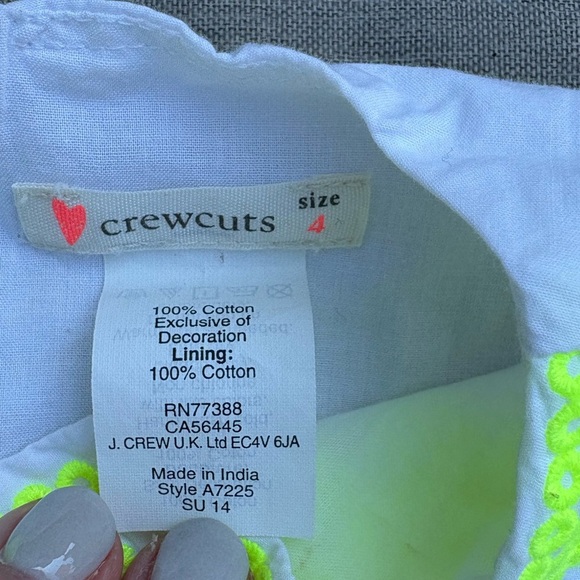 crewcuts
size
4
100% Cotton
Exclusive of
Decoration
Lining:
100% Cotton
RN77388
CA56445
J. CREW U.K. Ltd EC4V 6JA
Made in India
Style A7225
SU 14